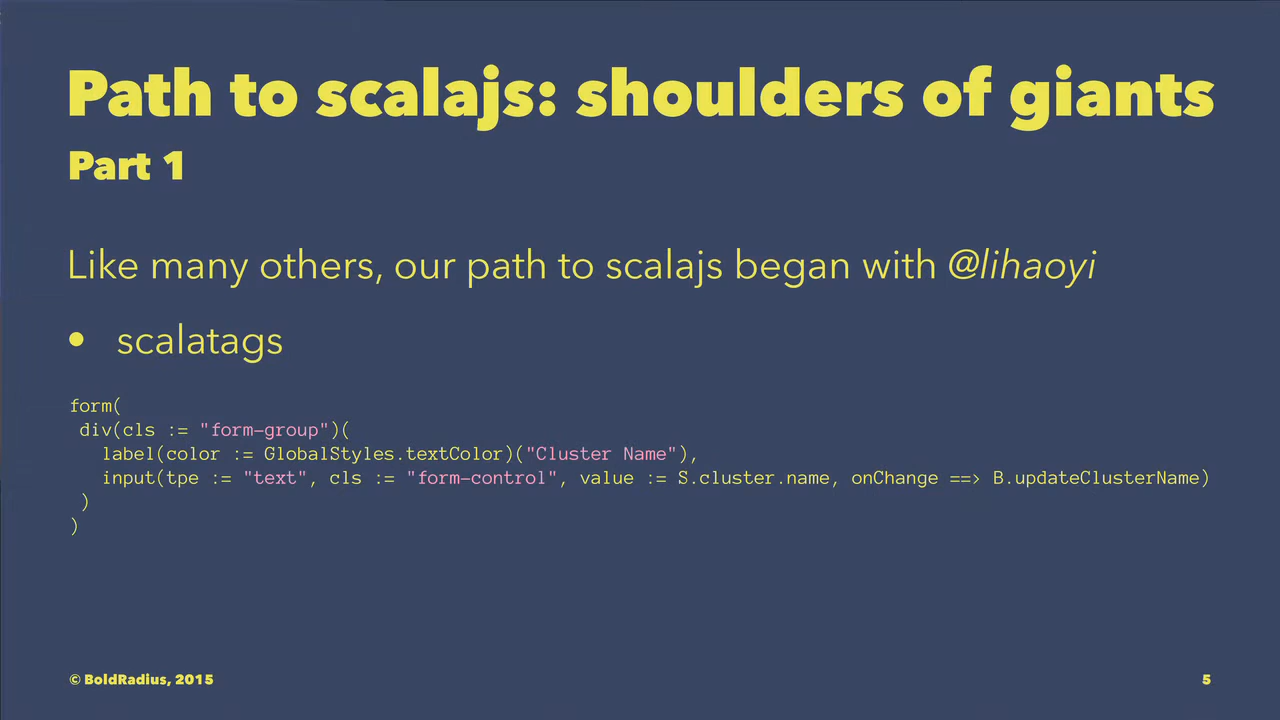 Path to scalajs: shoulders of giants
Part 1
Like many others, our path to scalajs began with @lihaoyi
• scalatags
form(
 div(cls := "form-group")(
   label(color := GlobalStyles.textColor)("Cluster Name"),
   input(tpe := "text", cls := "form-control", value := S.cluster.name, onChange ==> B.updateClusterName)
 )
)
© BoldRadius, 2015
5